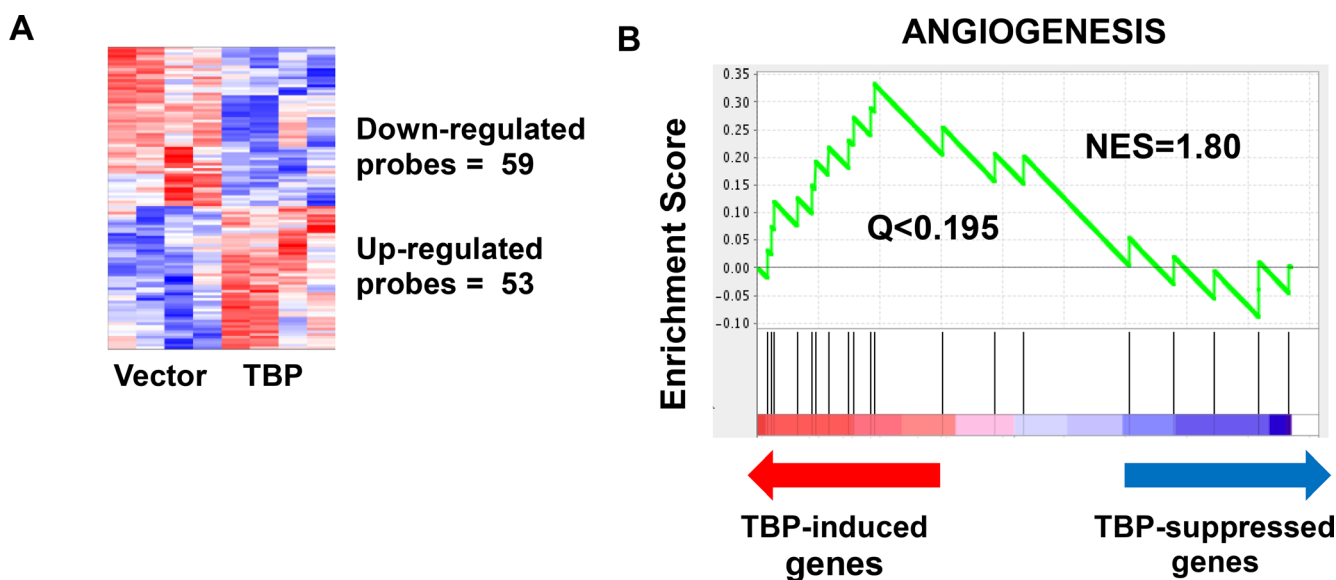 A
Down-regulated
probes = 59
Up-regulated
probes = 53
Vector TBP
B
ANGIOGENESIS
Enrichment Score
0.35
0.30
0.25
0.20
0.15
0.10
0.05
0.00
-0.05
-0.10
NES=1.80
Q<0.195
TBP-induced
genes
TBP-suppressed
genes